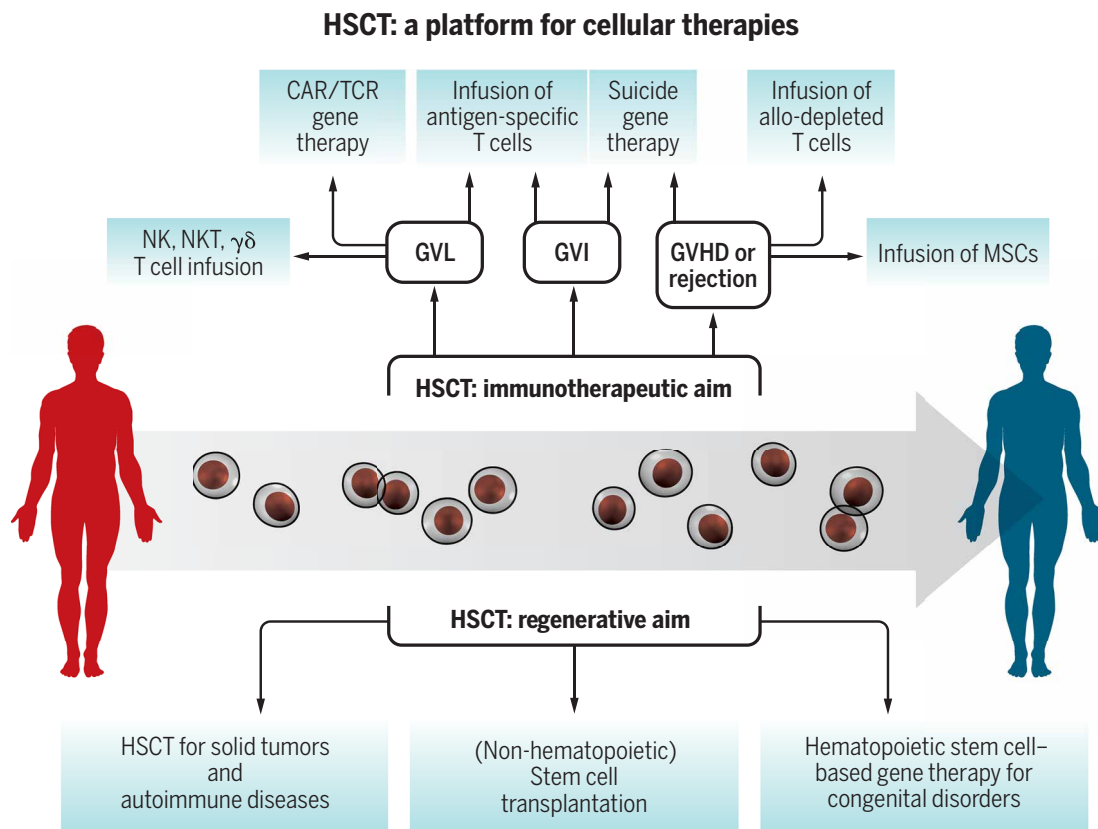 HSCT: a platform for cellular therapies
CAR/TCR
gene
therapy
Infusion of
antigen-specific
T cells
Suicide
gene
therapy
Infusion of
allo-depleted
T cells
NK, NKT, γδ
T cell infusion
GVL
GVI
GVHD or
rejection
Infusion of MSCs
HSCT: immunotherapeutic aim
HSCT: regenerative aim
HSCT for solid tumors
and
autoimmune diseases
(Non-hematopoietic)
Stem cell
transplantation
Hematopoietic stem cell–
based gene therapy for
congenital disorders